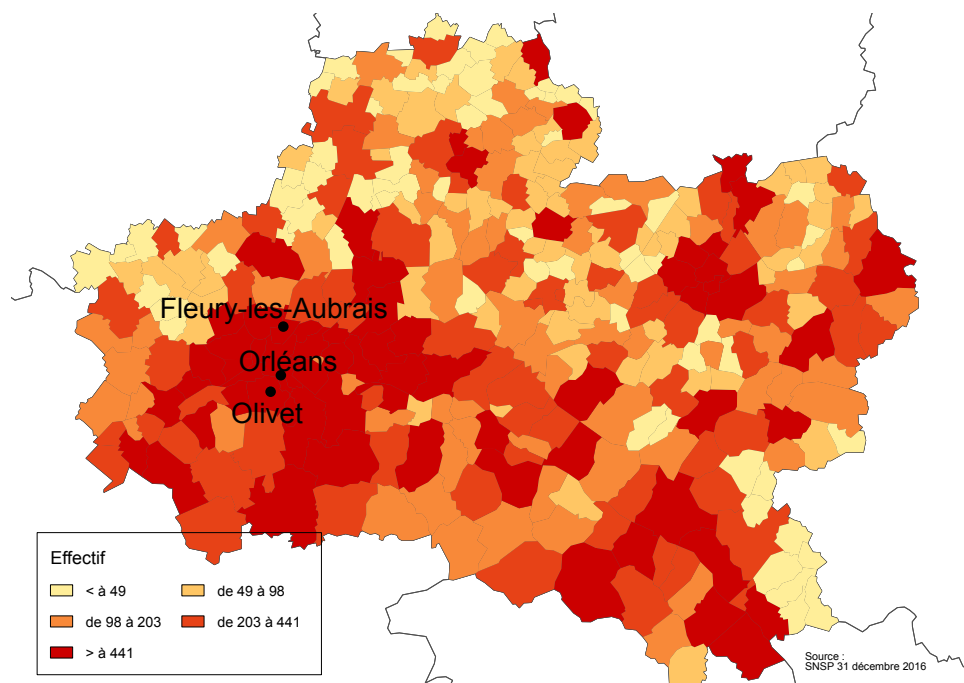 Fleury-les-Aubrais
Orléans
Olivet
Effectif
< à 49
de 49 à 98
de 98 à 203
de 203 à 441
> à 441
Source :
SNSP 31 décembre 2016